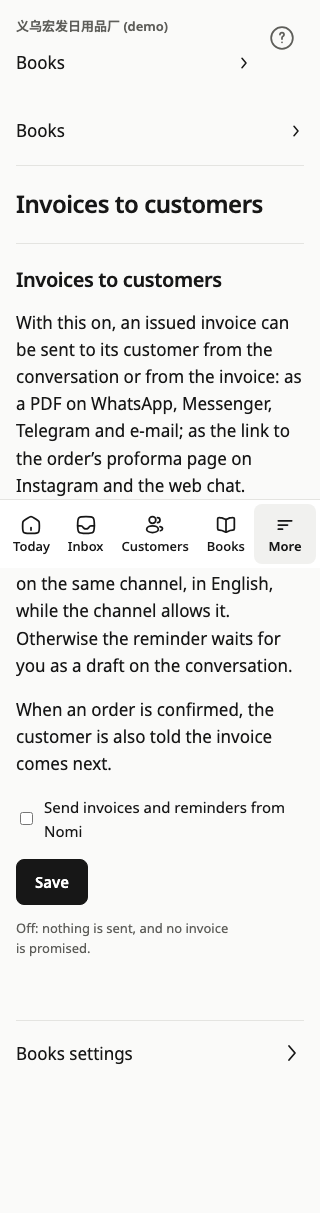 义乌宏发日用品厂 (demo)
Books
Books
Invoices to customers
Invoices to customers
With this on, an issued invoice can
be sent to its customer from the
conversation or from the invoice: as
a PDF on WhatsApp, Messenger,
Telegram and e-mail; as the link to
the order’s proforma page on
Instagram and the web chat.
Today Inbox Customers Books More
on the same channel, in English,
while the channel allows it.
Otherwise the reminder waits for
you as a draft on the conversation.
When an order is confirmed, the
customer is also told the invoice
comes next.
Send invoices and reminders from
Nomi
Save
Off: nothing is sent, and no invoice
is promised.
Books settings